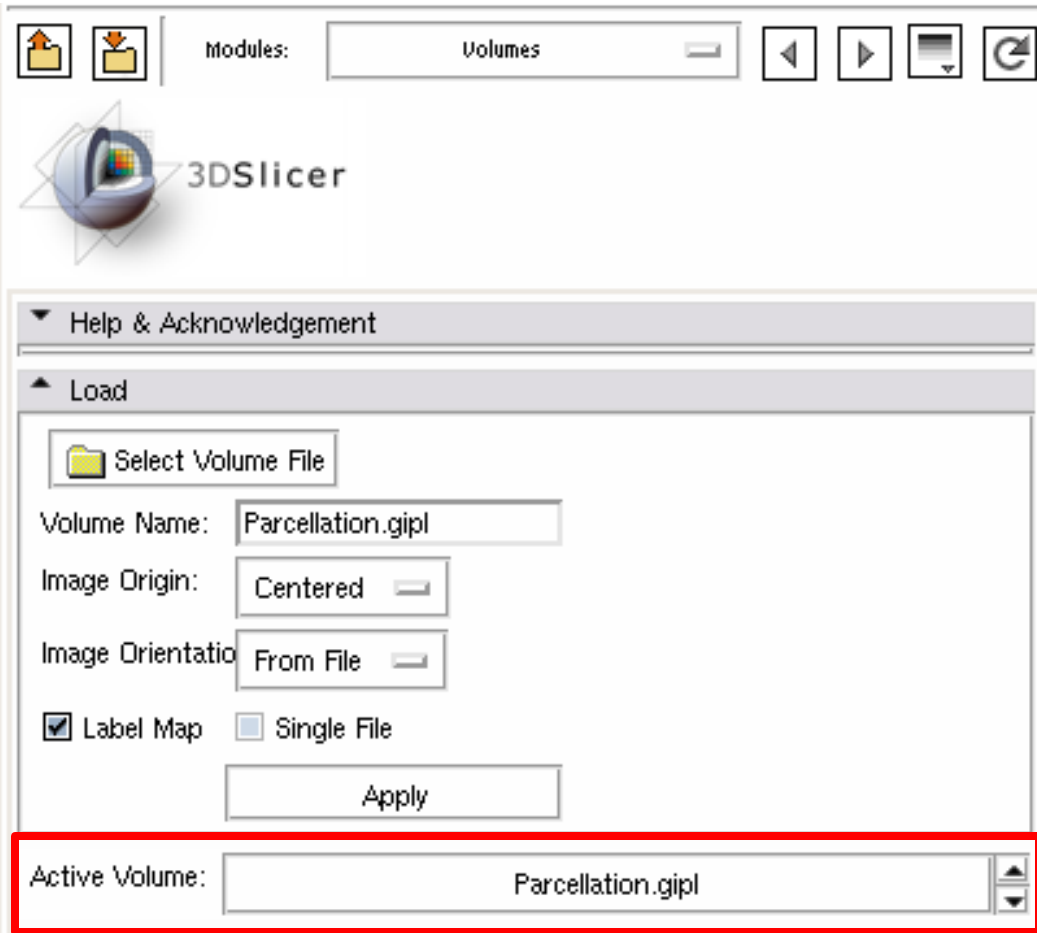 Modules: Volumes
3DSlicer
Help & Acknowledgement
Load
Select Volume File
Volume Name: Parcellation.gipl
Image Origin: Centered
Image Orientatio From File
Label Map Single File
Apply
Active Volume: Parcellation.gipl